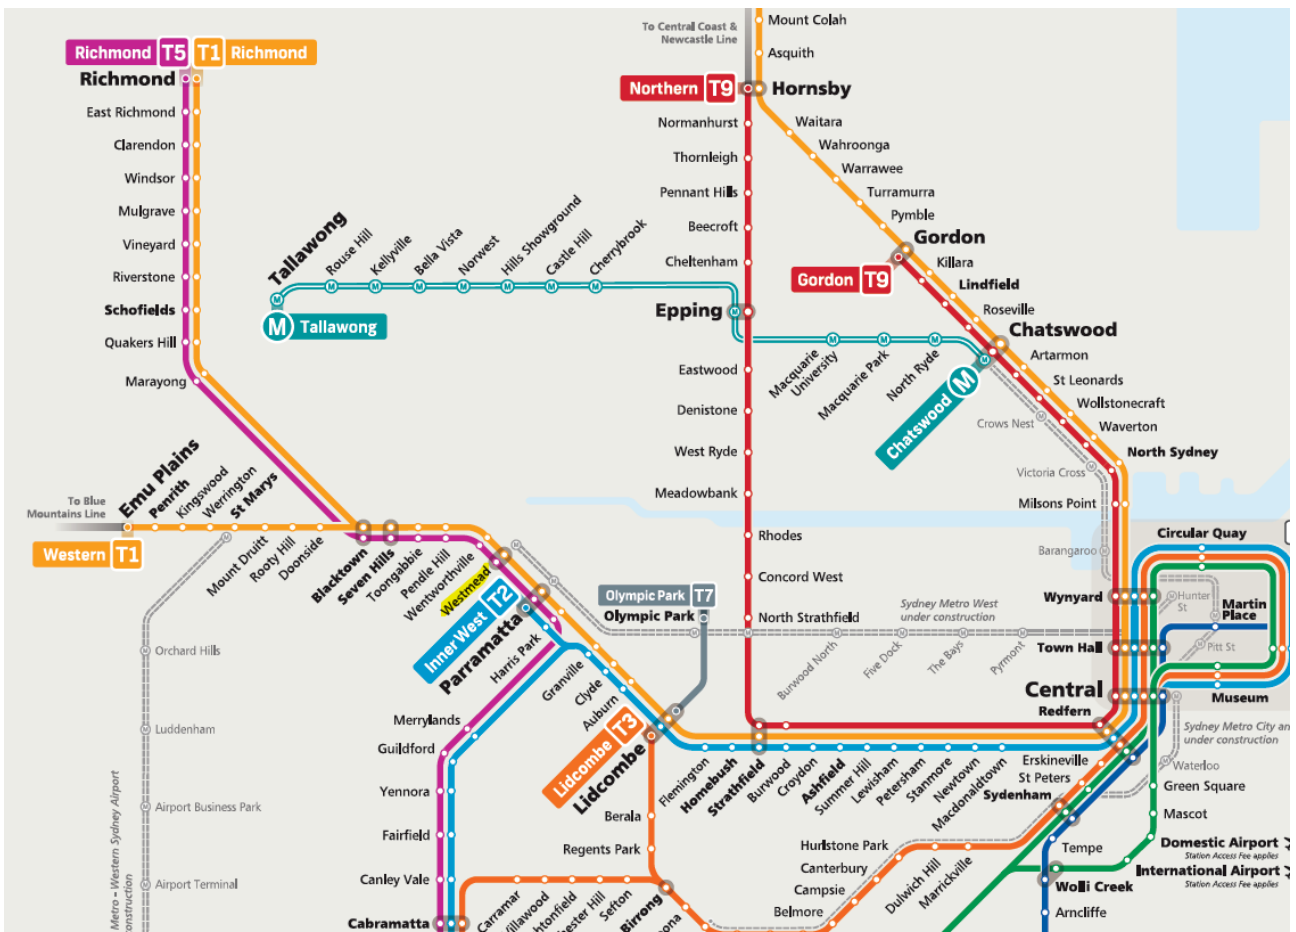 To Central Coast &
Newcastle Line
Mount Colah
Asquith
Richmond T5
T1 Richmond
Richmond
Northern T9
Hornsby
East Richmond
Clarendon
Windsor
Mulgrave
Vineyard
Riverstone
Schofields
Quakers Hill
Marayong
Normanhurst
Thornleigh
Pennant Hills
Beecroft
Cheltenham
Epping
Eastwood
Denistone
West Ryde
Meadowbank
Rhodes
Concord West
North Strathfield
Waitara
Wahroonga
Warrawee
Turramurra
Pymble
Gordon
Gordon T9
Killara
Lindfield
Roseville
Chatswood
Artarmon
St Leonards
Wollstonecraft
Waverton
North Sydney
Milsons Point
Tallawong
M Tallawong
Rouse Hill
Kellyville
Bella Vista
Norwest
Hills Showground
Castle Hill
Cherrybrook
Macquarie
University
Macquarie Park
North Ryde
Chatswood M
Crows Nest
Victoria Cross
Barangaroo
To Blue
Mountains Line
Western T1
Emu Plains
Penrith
Kingswood
Werrington
St Marys
Mount Druitt
Rooty Hill
Doonside
Blacktown
Seven Hills
Toongabbie
Pendle Hill
Wentworthville
Westmead
Inner West T2
Parramatta
Harris Park
Granville
Clyde
Auburn
Lidcombe T3
Lidcombe
Olympic Park T7
Olympic Park
Sydney Metro West
under construction
Burwood North
Five Dock
The Bays
Pyrmont
Circular Quay
Wynyard
Hunter
St
Martin
Place
Town Hall
Pitt St
Central
Museum
Redfern
Sydney Metro City an
under construction
Waterloo
Flemington
Homebush
Strathfield
Burwood
Croydon
Ashfield
Summer Hill
Lewisham
Petersham
Stanmore
Newtown
Macdonaldtown
Erskineville
St Peters
Sydenham
Green Square
Mascot
Domestic Airport
Station Access Fee applies
International Airport
Station Access Fee applies
Tempe
Wolli Creek
Arncliffe
Hurlstone Park
Canterbury
Campsie
Belmore
Dulwich Hill
Marrickville
Orchard Hills
Luddenham
Airport Business Park
Airport Terminal
Metro - Western Sydney Airport
onstruction
Merrylands
Guildford
Yennora
Fairfield
Canley Vale
Cabramatta
Berala
Regents Park
Carramar
illawood
htonfield
hester Hill
Sefton
Birrong
ona